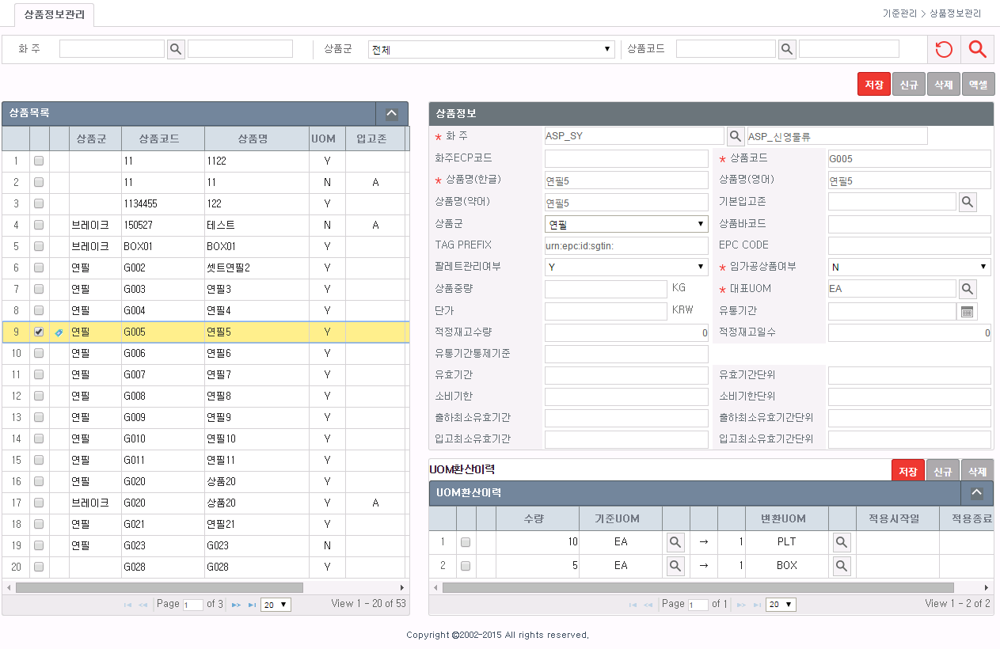 상품정보관리
기준관리 > 상품정보관리
화 주 상품군 전체 상품코드
저장 신규 삭제 엑셀
상품목록
상품군 상품코드 상품명 UOM 입고존
1 11 1122 Y
2 11 11 N A
3 1134455 122 Y
4 브레이크 150527 테스트 N A
5 브레이크 BOX01 BOX01 Y
6 연필 G002 셋트연필2 Y
7 연필 G003 연필3 Y
8 연필 G004 연필4 Y
9 연필 G005 연필5 Y
10 연필 G006 연필6 Y
11 연필 G007 연필7 Y
12 연필 G008 연필8 Y
13 연필 G009 연필9 Y
14 연필 G010 연필10 Y
15 연필 G011 연필11 Y
16 연필 G020 상품20 Y
17 브레이크 G020 상품20 Y A
18 연필 G021 연필21 Y
19 연필 G023 G023 N
20 G028 G028 Y
Page 1 of 3 20 View 1 - 20 of 53
상품정보
* 화 주 ASP_SY ASP_신영물류
화주ECP코드 * 상품코드 G005
* 상품명(한글) 연필5 상품명(영어) 연필5
상품명(약어) 연필5 기본입고존
상품군 연필 상품바코드
TAG PREFIX urn:epc:id:sgtin: EPC CODE
팔레트관리여부 Y * 임가공상품여부 N
상품중량 KG * 대표UOM EA
단가 KRW 유통기간
적정재고수량 0 적정재고일수 0
유통기간통제기준
유효기간 유효기간단위
소비기한 소비기한단위
출하최소유효기간 출하최소유효기간단위
입고최소유효기간 입고최소유효기간단위
UOM환산이력 저장 신규 삭제
UOM환산이력
수량 기준UOM 변환UOM 적용시작일 적용종료
1 10 EA → 1 PLT
2 5 EA → 1 BOX
Page 1 of 1 20 View 1 - 2 of 2
Copyright ©2002-2015 All rights reserved.